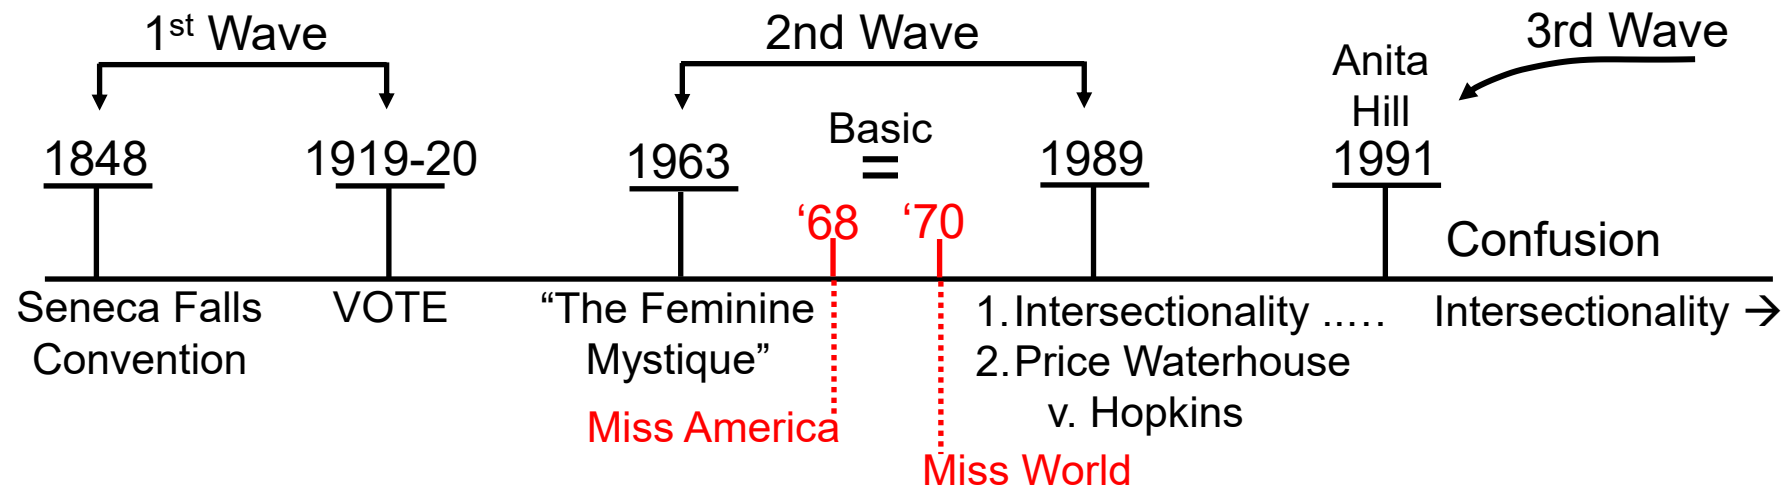 1st Wave
2nd Wave
3rd Wave
Anita
Hill
Basic
=
1848
1919-20
1963
1989
1991
‘68
‘70
Confusion
Seneca Falls
Convention
VOTE
“The Feminine
Mystique”
1. Intersectionality ..…
2. Price Waterhouse
v. Hopkins
Intersectionality →
Miss America
Miss World